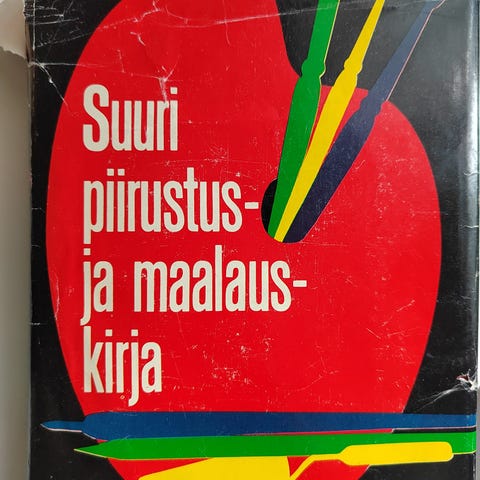 Suuri
piirustus-
ja maalaus-
kirja